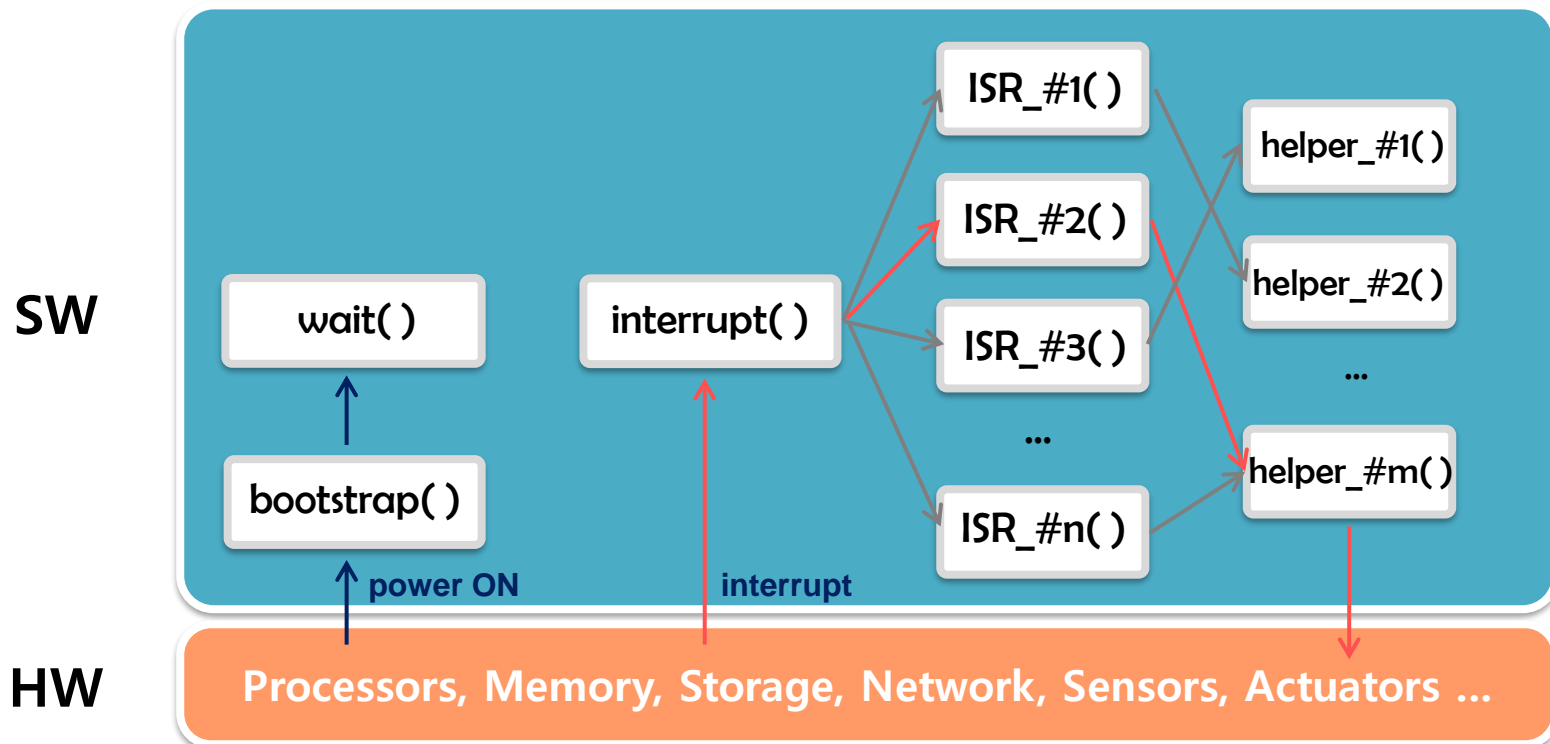 SW
wait( )
bootstrap( )
power ON
interrupt( )
interrupt
ISR_#1( )
ISR_#2( )
ISR_#3( )
...
ISR_#n( )
helper_#1( )
helper_#2( )
...
helper_#m( )
HW
Processors, Memory, Storage, Network, Sensors, Actuators ...